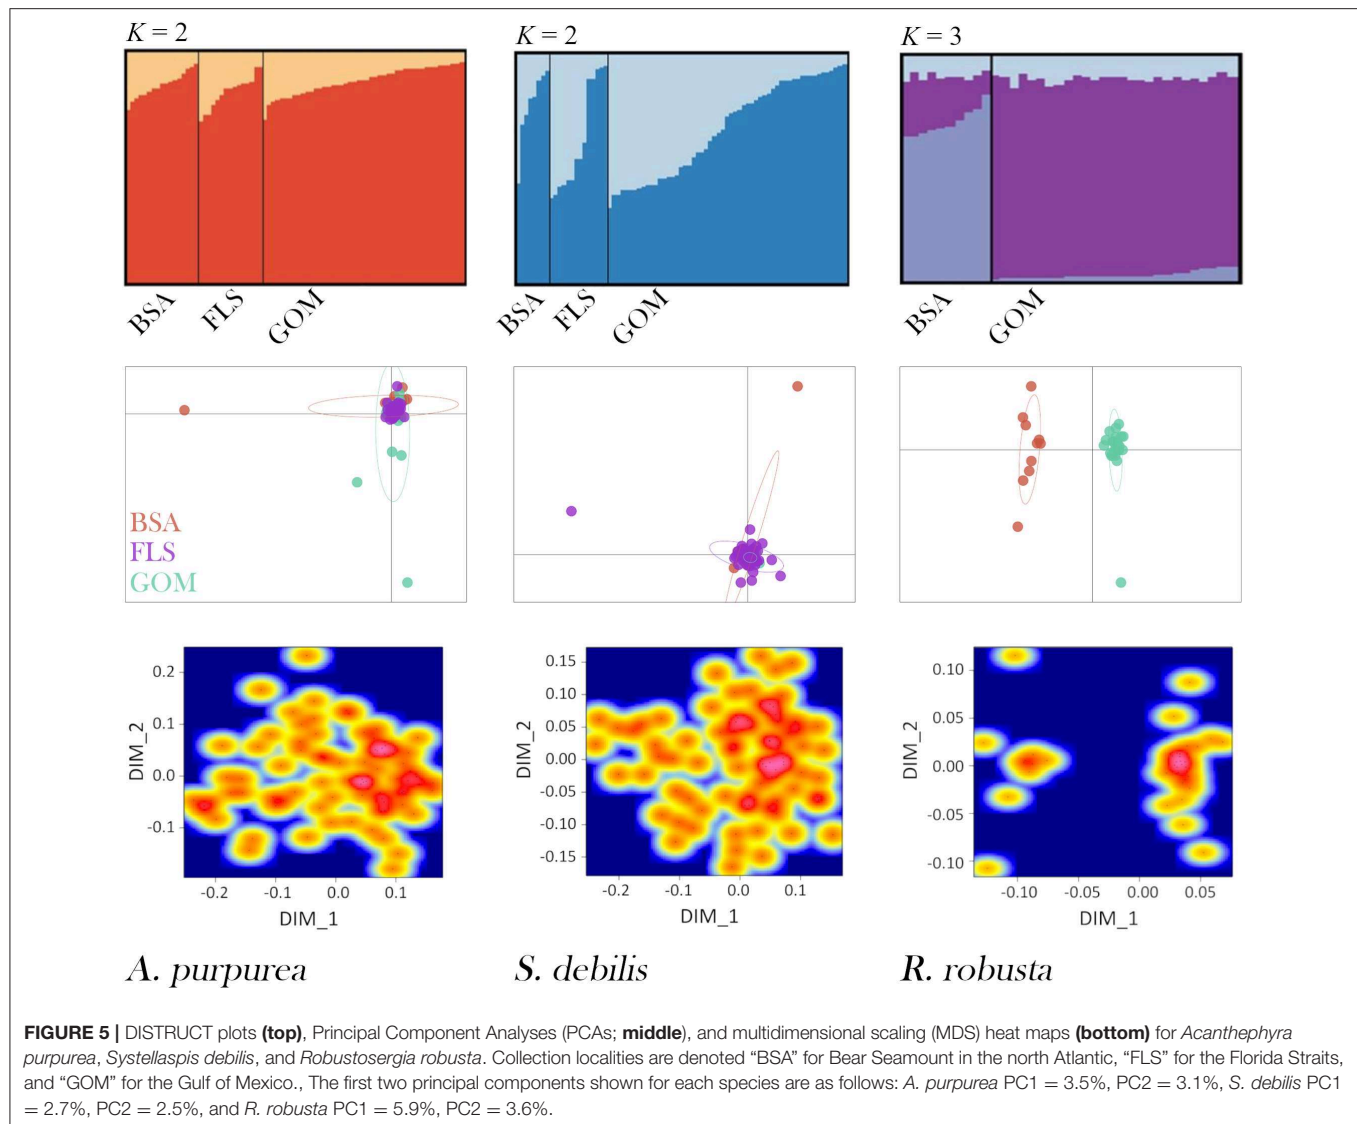 K = 2
K = 2
K = 3
BSA
FLS
GOM
BSA
FLS
GOM
BSA
GOM
BSA
FLS
GOM
DIM_2
0.2
0.1
0.0
-0.1
-0.2 -0.1 0.0 0.1
DIM_1
DIM_2
0.15
0.10
0.05
0.00
-0.05
-0.10
-0.15
-0.2 -0.1 0.0 0.1
DIM_1
DIM_2
0.10
0.05
0.00
-0.05
-0.10
-0.10 -0.05 0.00 0.05
DIM_1
A. purpurea
S. debilis
R. robusta
FIGURE 5 | DISTRUCT plots (top), Principal Component Analyses (PCAs; middle), and multidimensional scaling (MDS) heat maps (bottom) for Acanthephyra
purpurea, Systellaspis debilis, and Robustosergia robusta. Collection localities are denoted “BSA” for Bear Seamount in the north Atlantic, “FLS” for the Florida Straits,
and “GOM” for the Gulf of Mexico., The first two principal components shown for each species are as follows: A. purpurea PC1 = 3.5%, PC2 = 3.1%, S. debilis PC1
= 2.7%, PC2 = 2.5%, and R. robusta PC1 = 5.9%, PC2 = 3.6%.